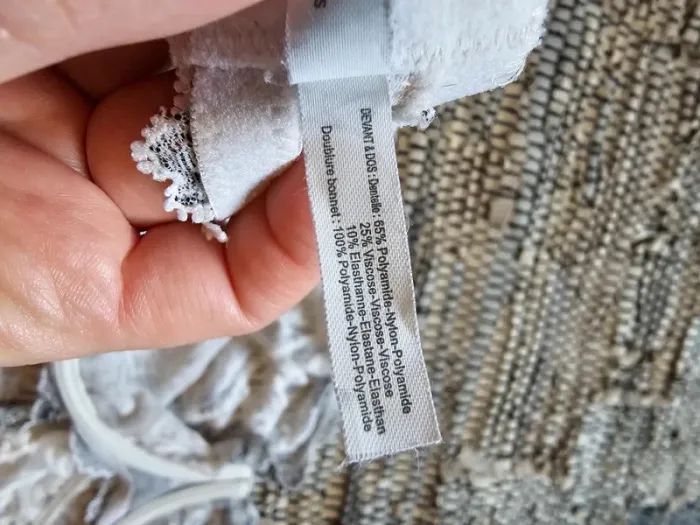 S
DEVANT & DOS : Dentelle : 65% Polyamide-Nylon-Polyamide
25% Viscose-Viscose-Viscose
10% Elasthanne-Elastane-Elasthan
Doublure bonnet : 100% Polyamide-Nylon-Polyamide